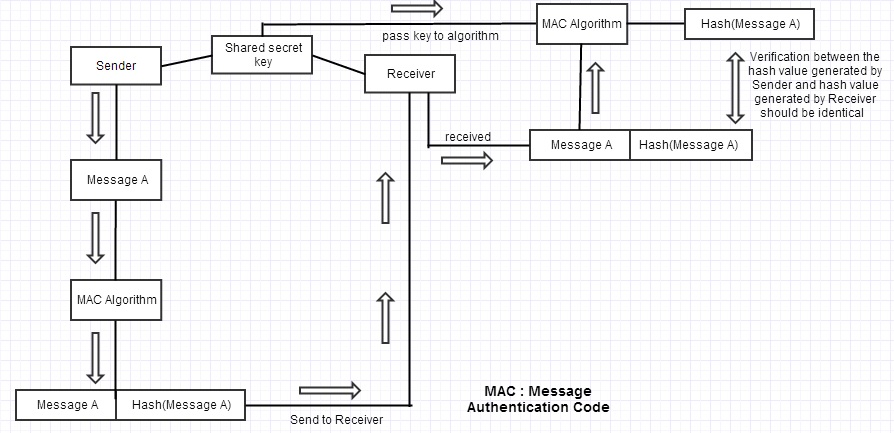 MAC Algorithm
Hash(Message A)
pass key to algorithm
Shared secret
key
Sender
Receiver
Verification between the
hash value generated by
Sender and hash value
generated by Receiver
should be identical
received
Message A
Hash(Message A)
Message A
MAC Algorithm
Message A
Hash(Message A)
Send to Receiver
MAC : Message
Authentication Code